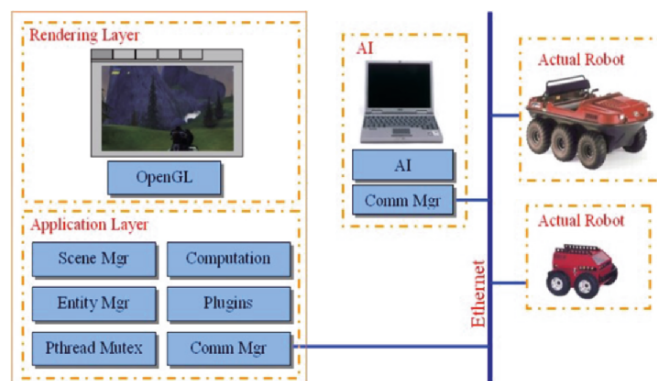 Rendering Layer
OpenGL
Application Layer
Scene Mgr
Computation
Entity Mgr
Plugins
Pthread Mutex
Comm Mgr
AI
AI
Comm Mgr
Ethernet
Actual Robot
Actual Robot